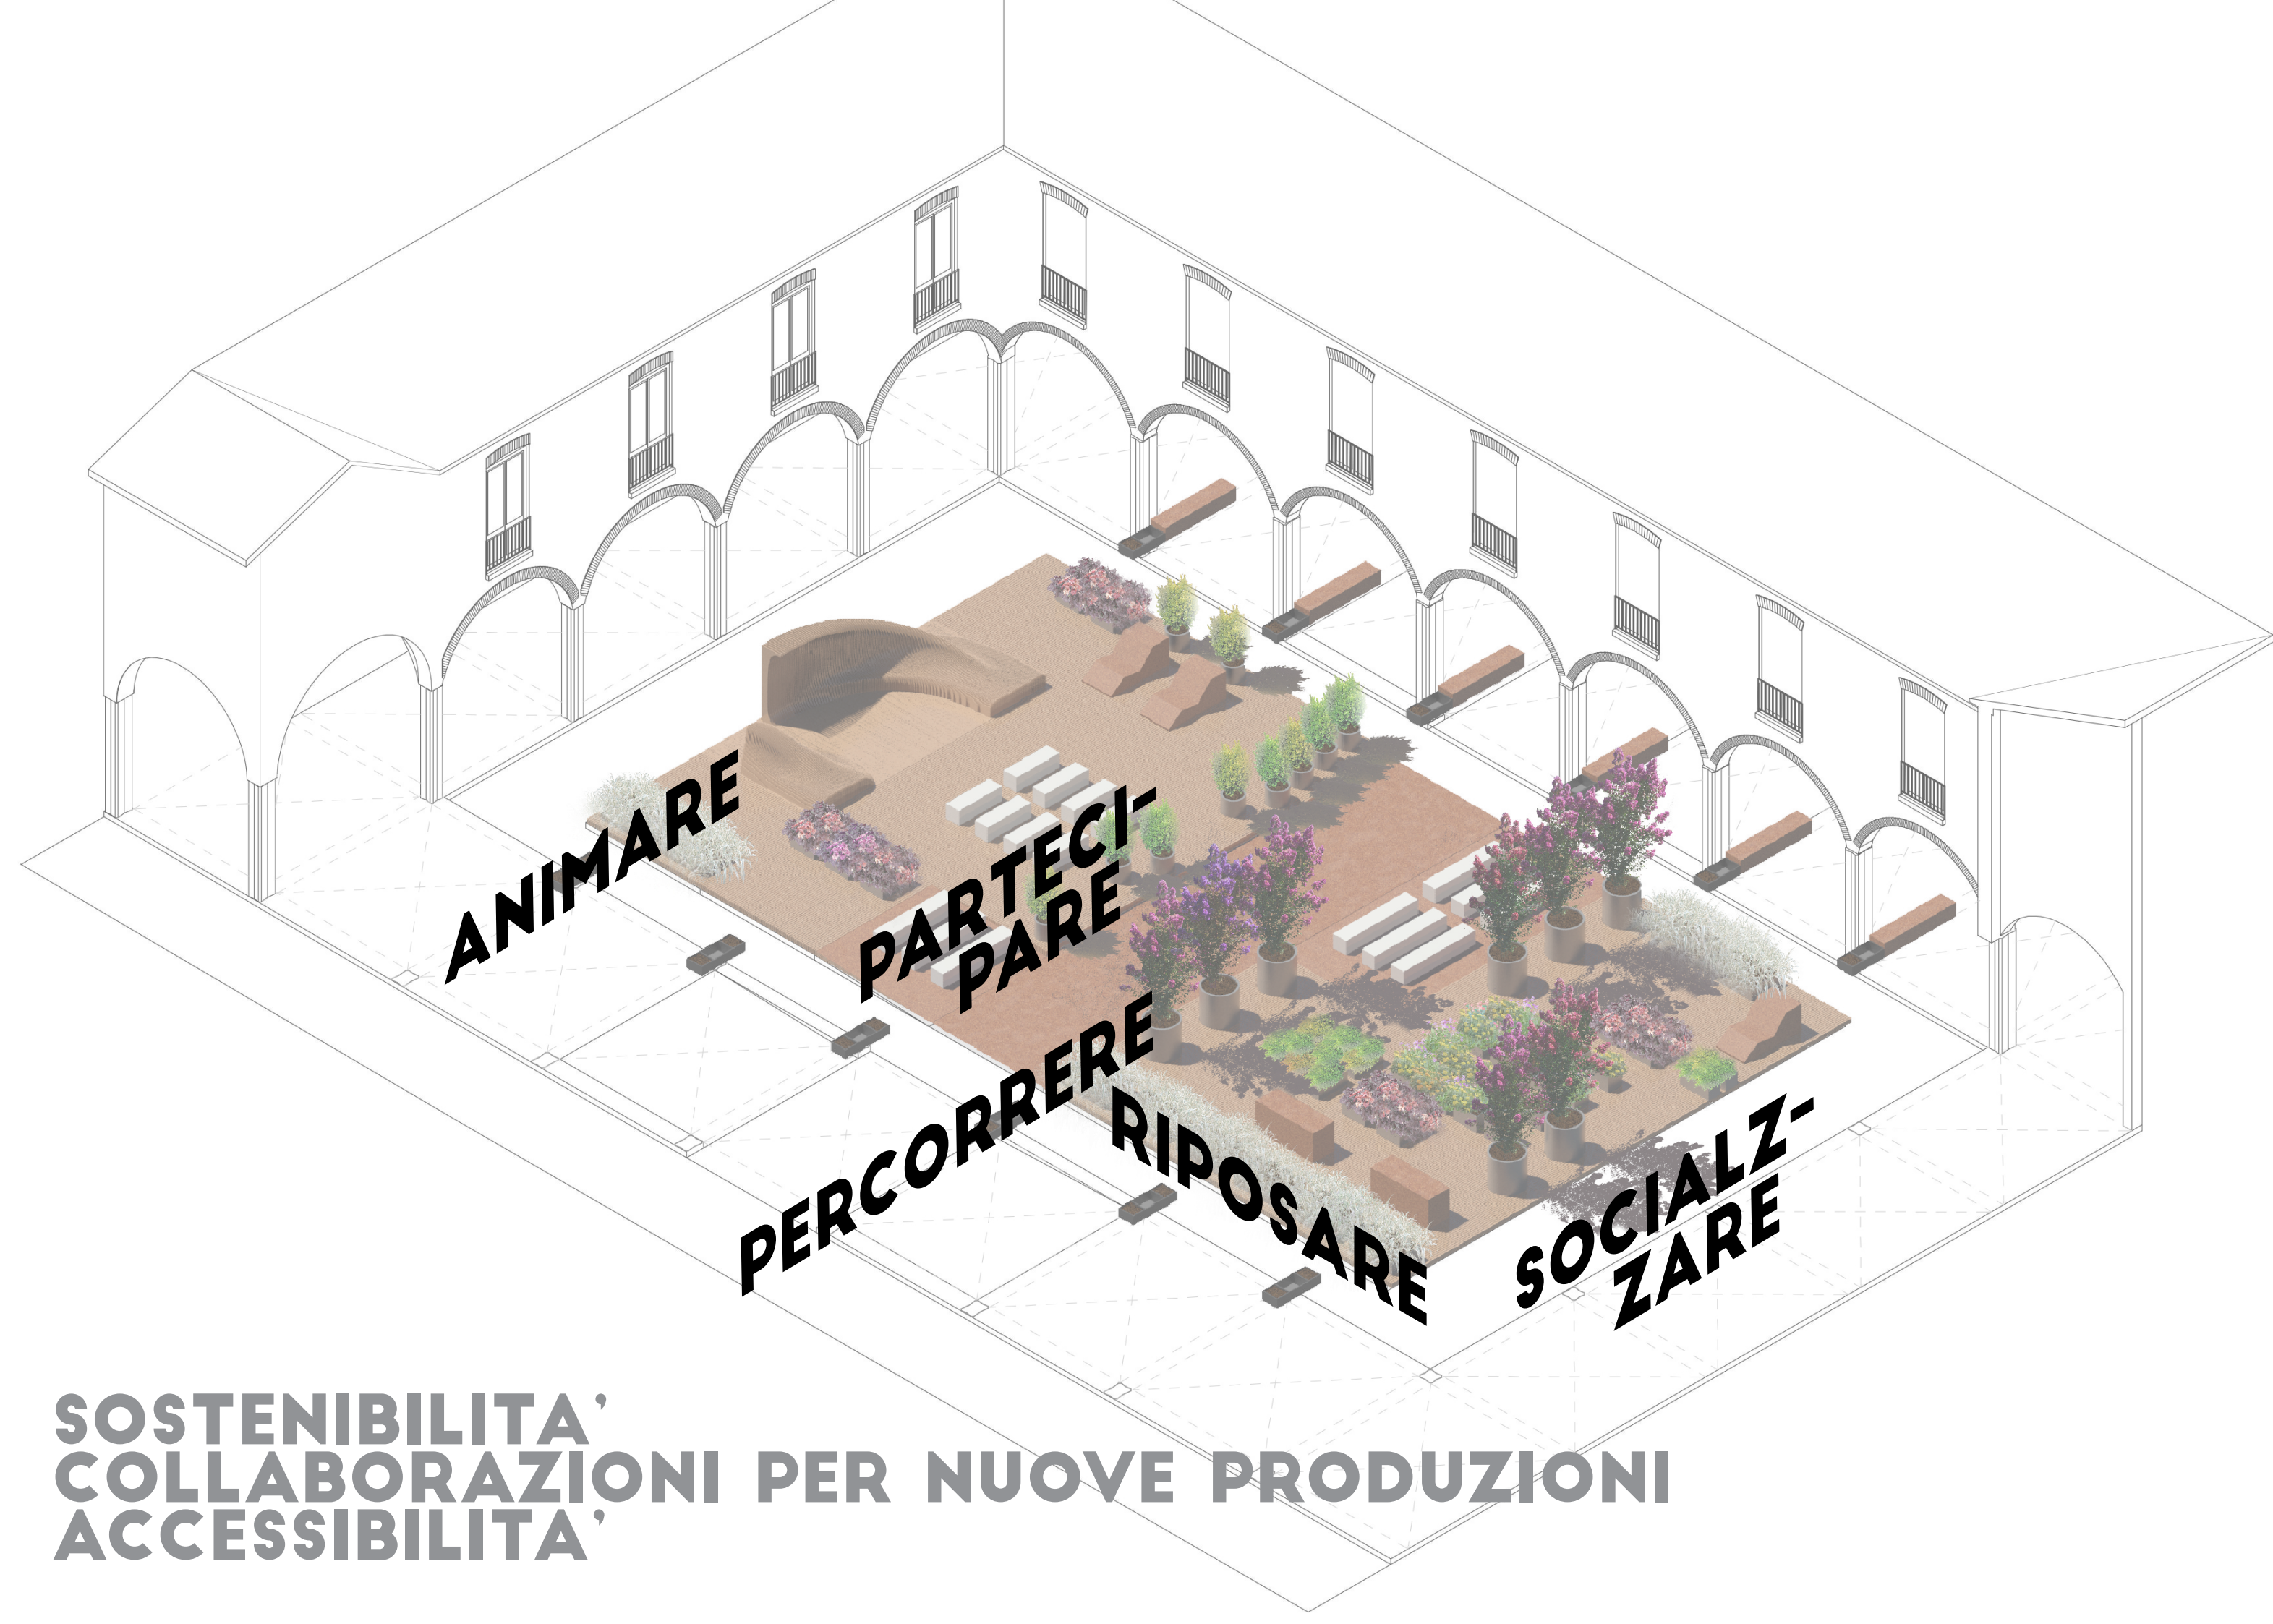 ANIMARE
PARTECI-
PARE
PERCORRERE
RIPOSARE
SOCIALZ-
ZARE
SOSTENIBILITA'
COLLABORAZIONI PER NUOVE PRODUZIONI
ACCESSIBILITA'